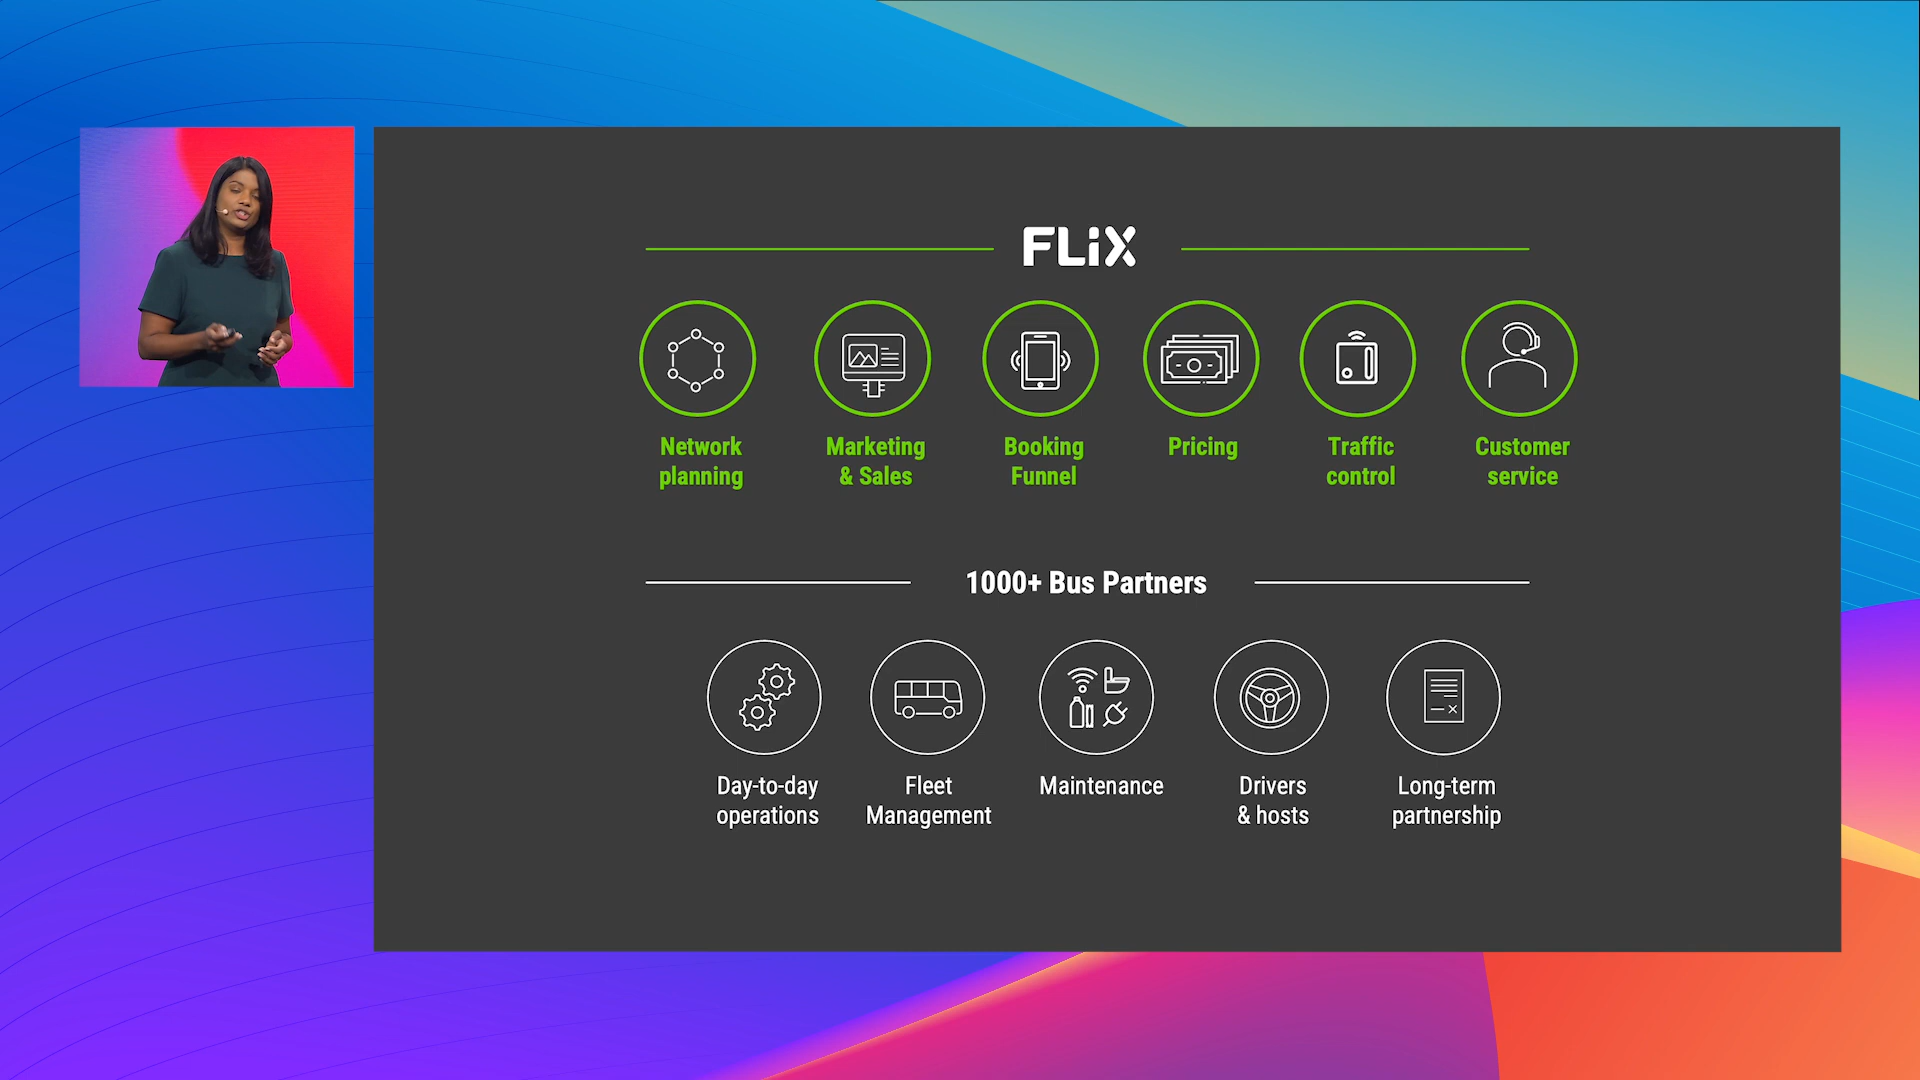 FLiX
Network
planning
Marketing
& Sales
Booking
Funnel
Pricing
Traffic
control
Customer
service
1000+ Bus Partners
Day-to-day
operations
Fleet
Management
Maintenance
Drivers
& hosts
Long-term
partnership